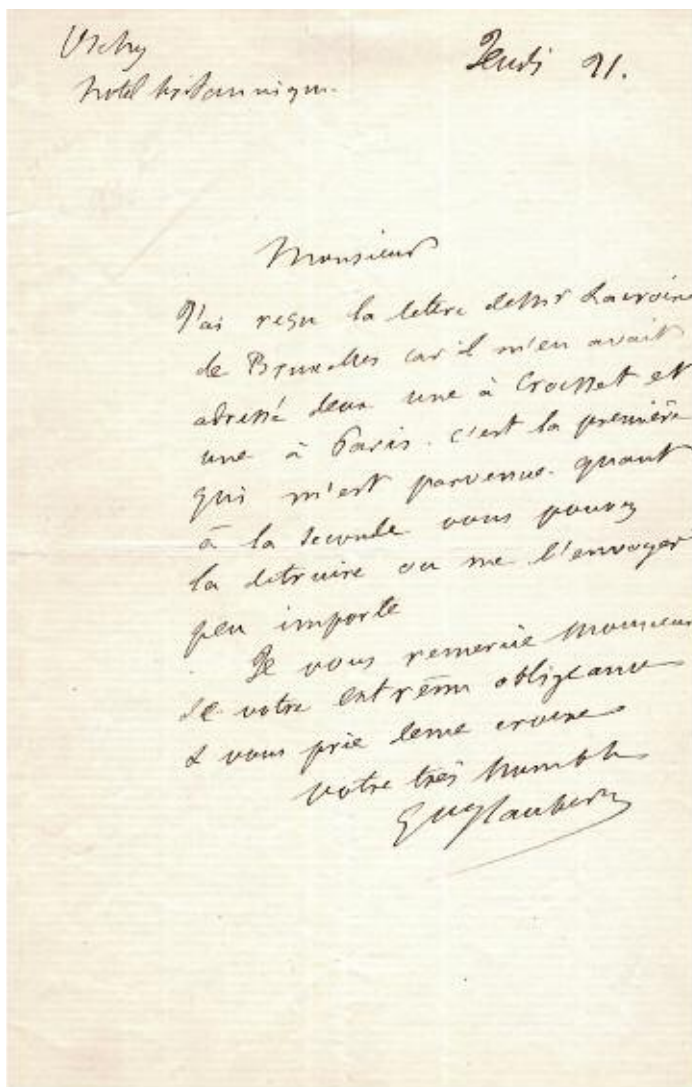 Vichy
hotel britannique.
Jeudi 21.
Monsieur
J'ai reçu la lettre de Mr Lacroix
de Bruxelles car il m'en avait
adressé deux une à Croisset et
une à Paris. c'est la première
qui m'est parvenue. quant
à la seconde vous pouvez
la détruire ou me l'envoyer
peu importe
Je vous remercie Monsieur
de votre extrême obligeance
& vous prie de me croire
votre très humble
Gve Flaubert